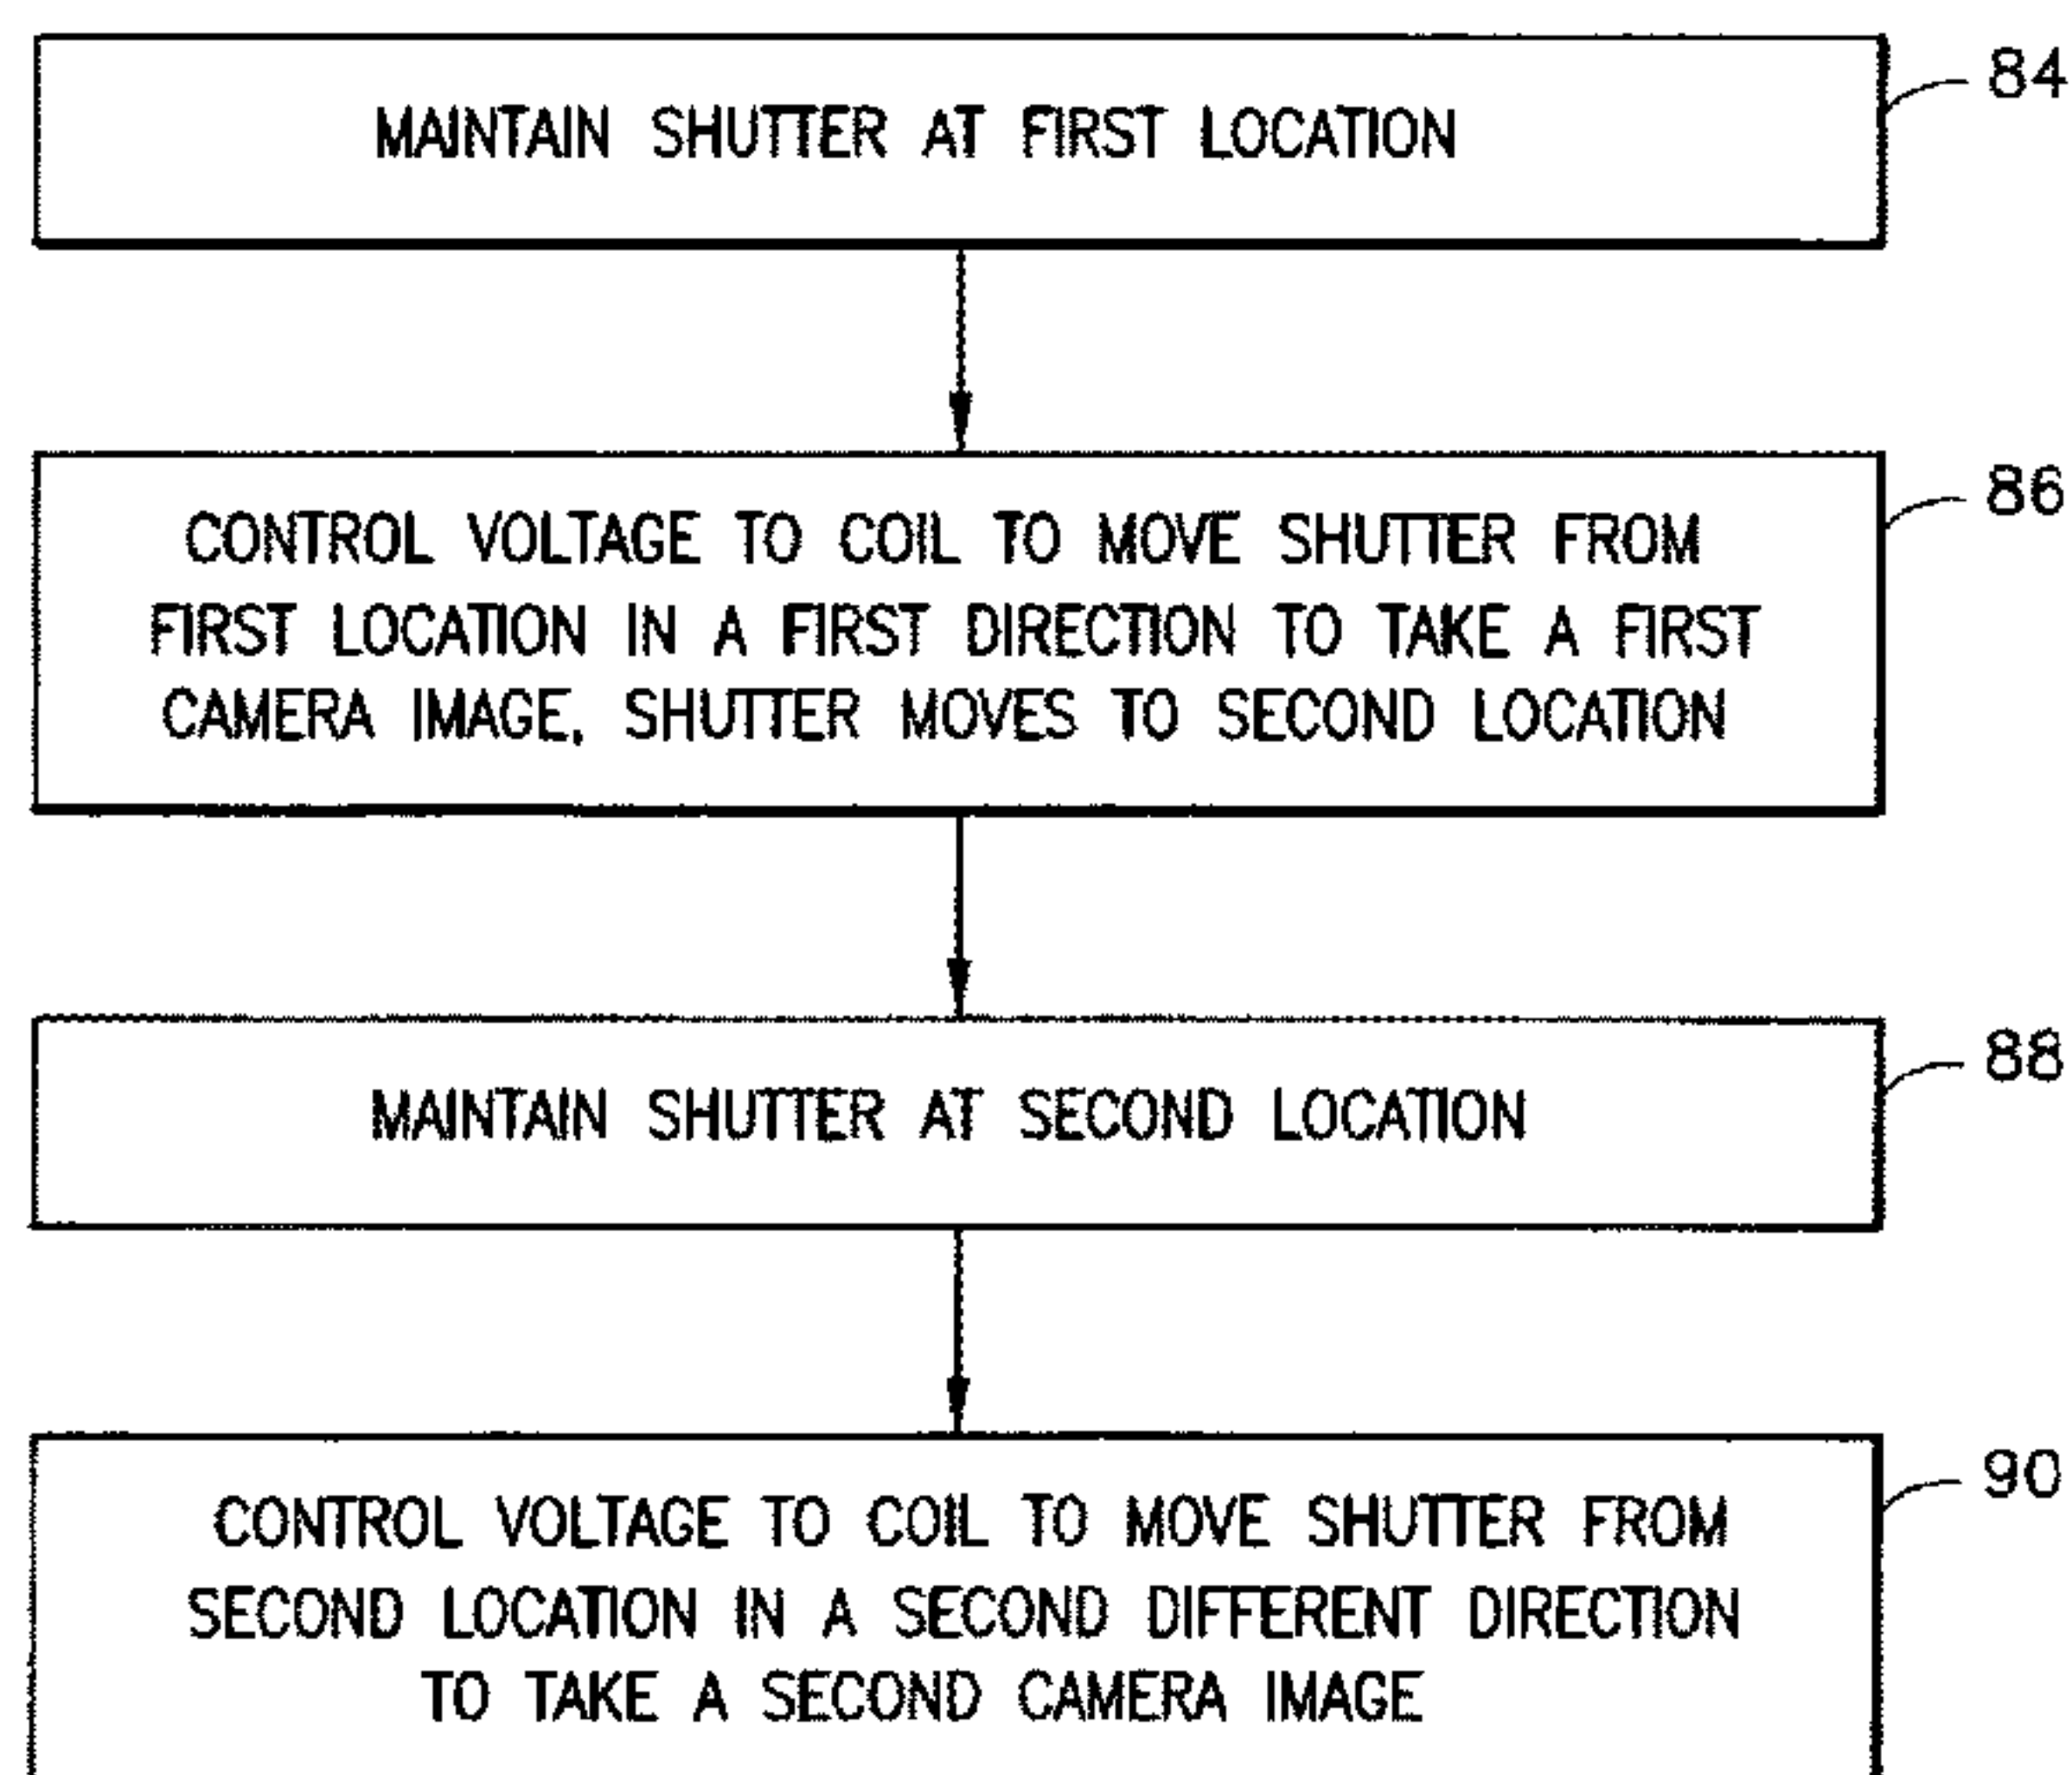 MAINTAIN SHUTTER AT FIRST LOCATION
84
CONTROL VOLTAGE TO COIL TO MOVE SHUTTER FROM
FIRST LOCATION IN A FIRST DIRECTION TO TAKE A FIRST
CAMERA IMAGE. SHUTTER MOVES TO SECOND LOCATION
86
MAINTAIN SHUTTER AT SECOND LOCATION
88
CONTROL VOLTAGE TO COIL TO MOVE SHUTTER FROM
SECOND LOCATION IN A SECOND DIFFERENT DIRECTION
TO TAKE A SECOND CAMERA IMAGE
90